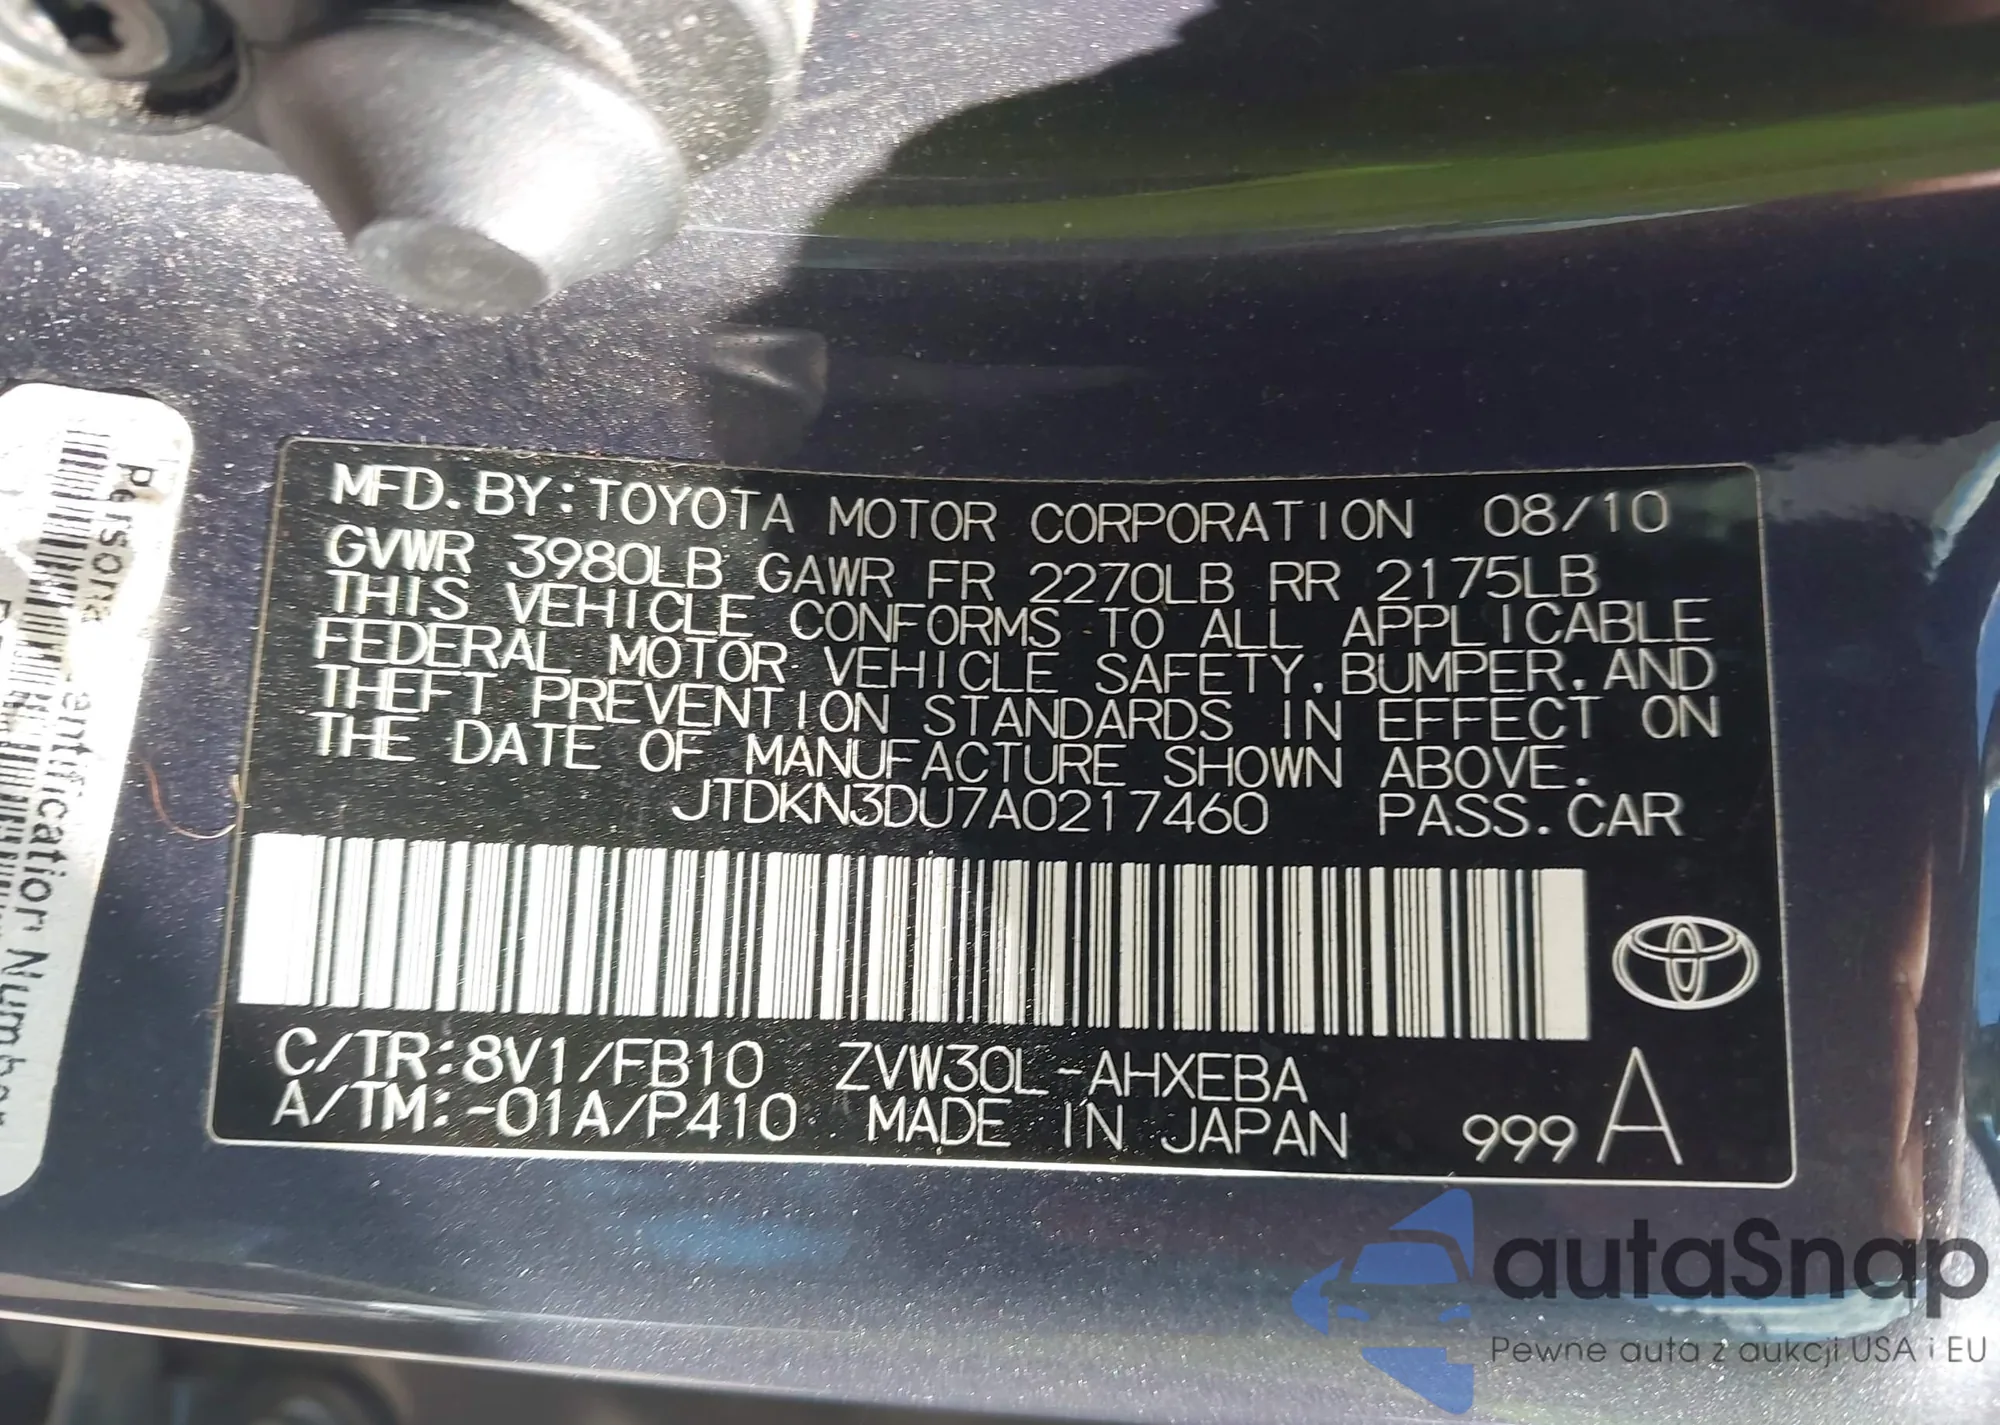 MFD.BY:TOYOTA MOTOR CORPORATION 08/10
GVWR 3980LB GAWR FR 2270LB RR 2175LB
THIS VEHICLE CONFORMS TO ALL APPLICABLE
FEDERAL MOTOR VEHICLE SAFETY, BUMPER, AND
THEFT PREVENTION STANDARDS IN EFFECT ON
THE DATE OF MANUFACTURE SHOWN ABOVE.
JTDKN3DU7A0217460 PASS.CAR
C/TR:8V1/FB10 ZVW30L-AHXEBA
A/TM:-01A/P410 MADE IN JAPAN 999 A
Number
autaSnap
Pewne auta z aukcji USA i EU